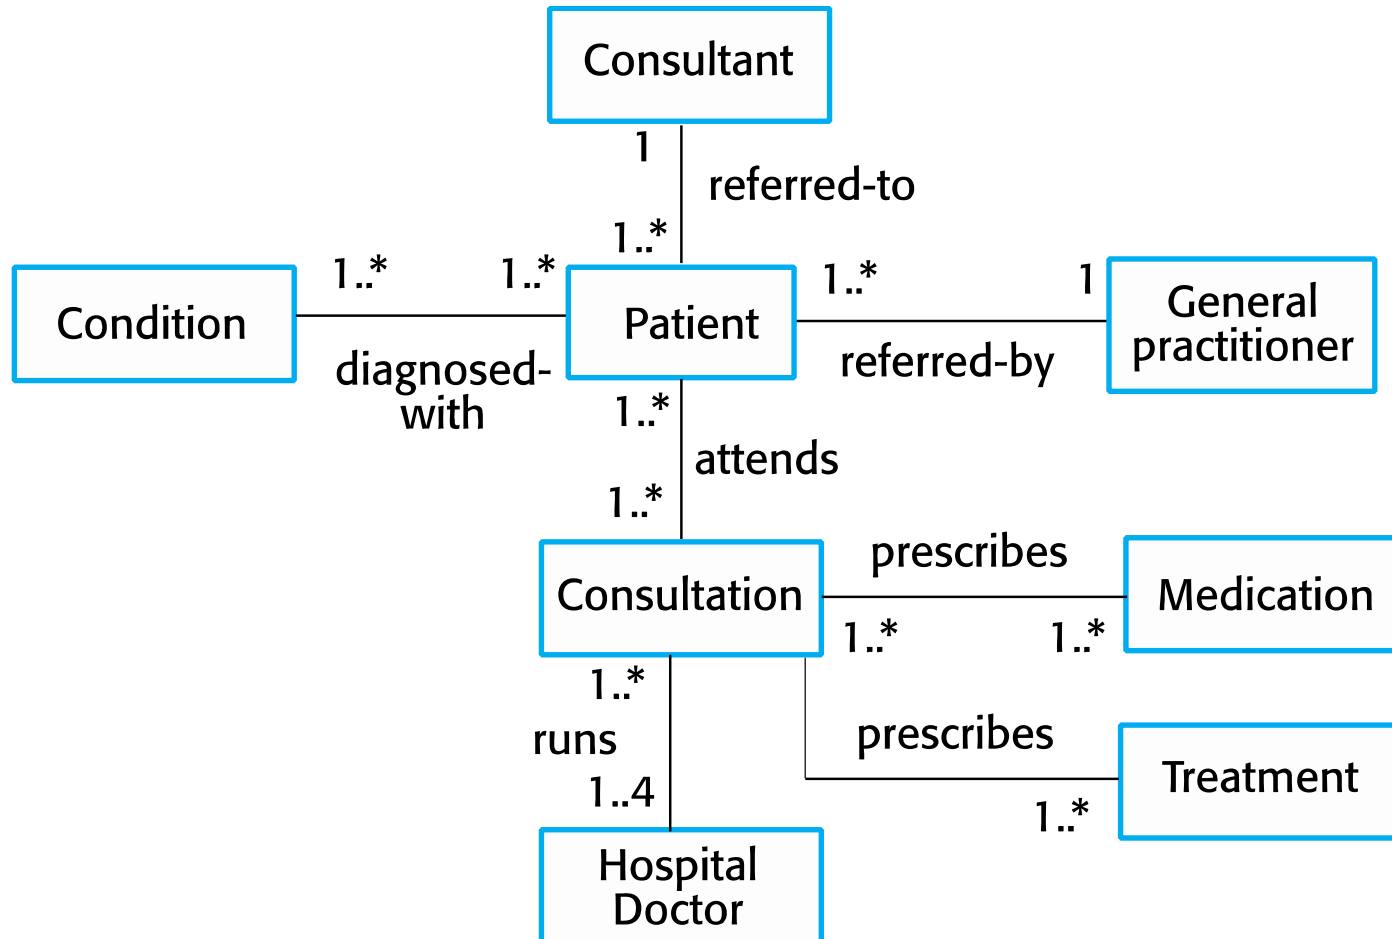 Consultant
1
referred-to
1..*
1..*
1..*
1..*
1
Condition
Patient
General
practitioner
diagnosed-
with
referred-by
1..*
attends
1..*
prescribes
Consultation
Medication
1..*
1..*
1..*
runs
prescribes
1..4
Treatment
1..*
Hospital
Doctor